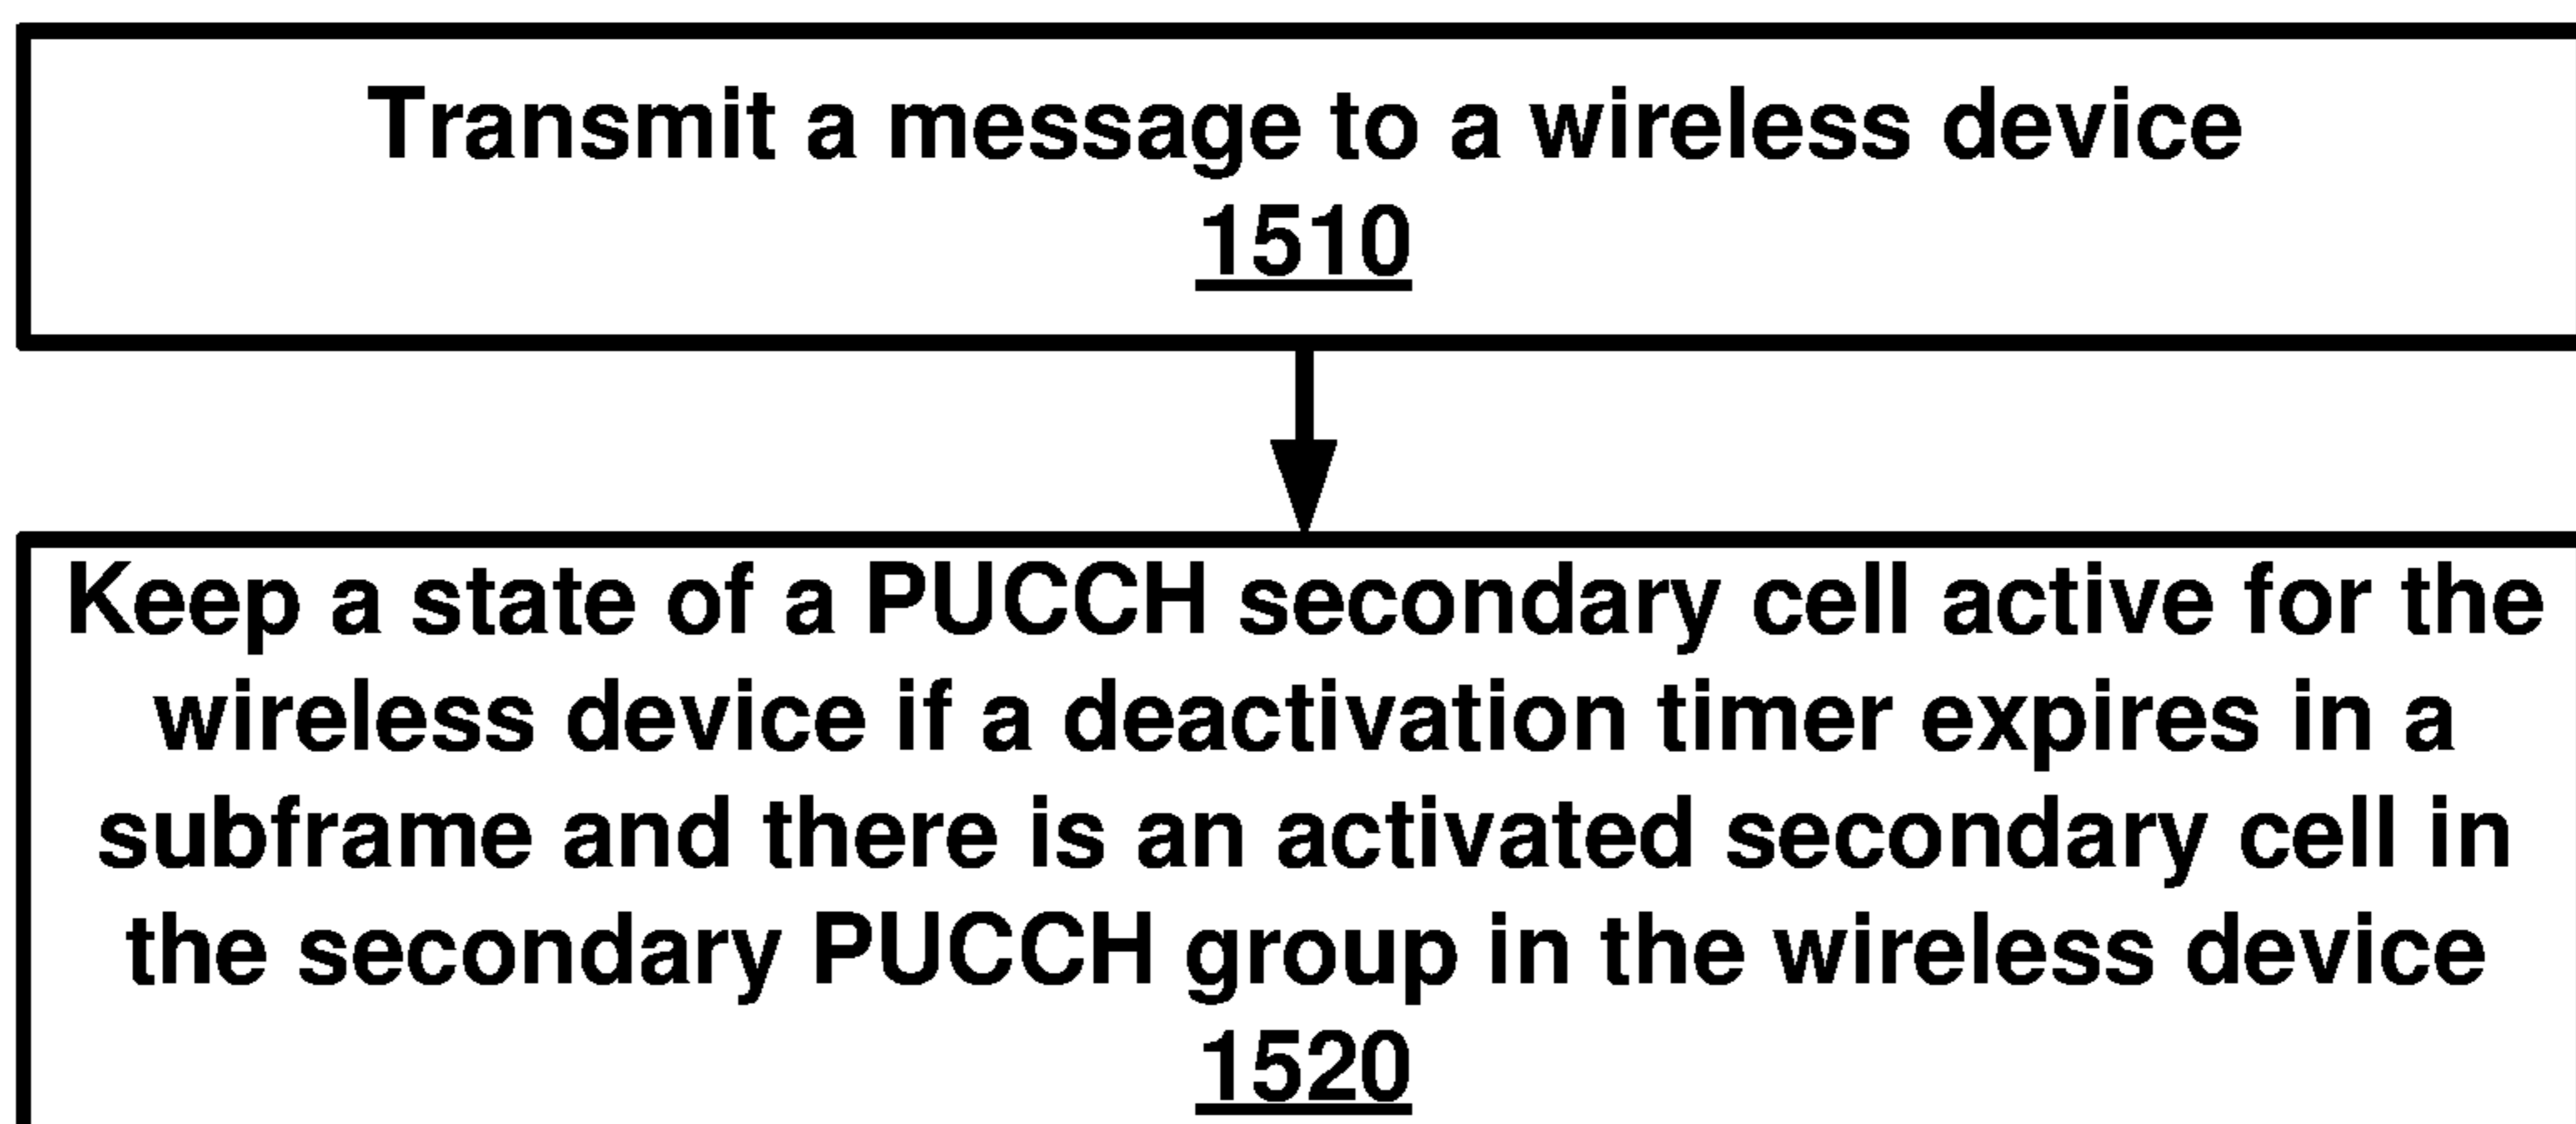 Transmit a message to a wireless device
1510
Keep a state of a PUCCH secondary cell active for the
wireless device if a deactivation timer expires in a
subframe and there is an activated secondary cell in
the secondary PUCCH group in the wireless device
1520